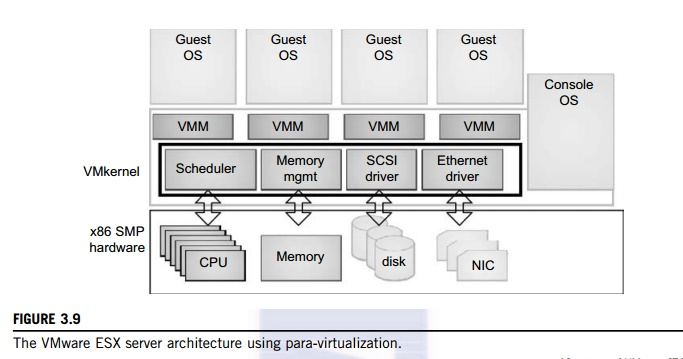 Guest
OS
Guest
OS
Guest
OS
Guest
OS
Console
OS
VMM
VMM
VMM
VMM
VMkernel
Scheduler
Memory
mgmt
SCSI
driver
Ethernet
driver
x86 SMP
hardware
CPU
Memory
disk
NIC
FIGURE 3.9
The VMware ESX server architecture using para-virtualization.